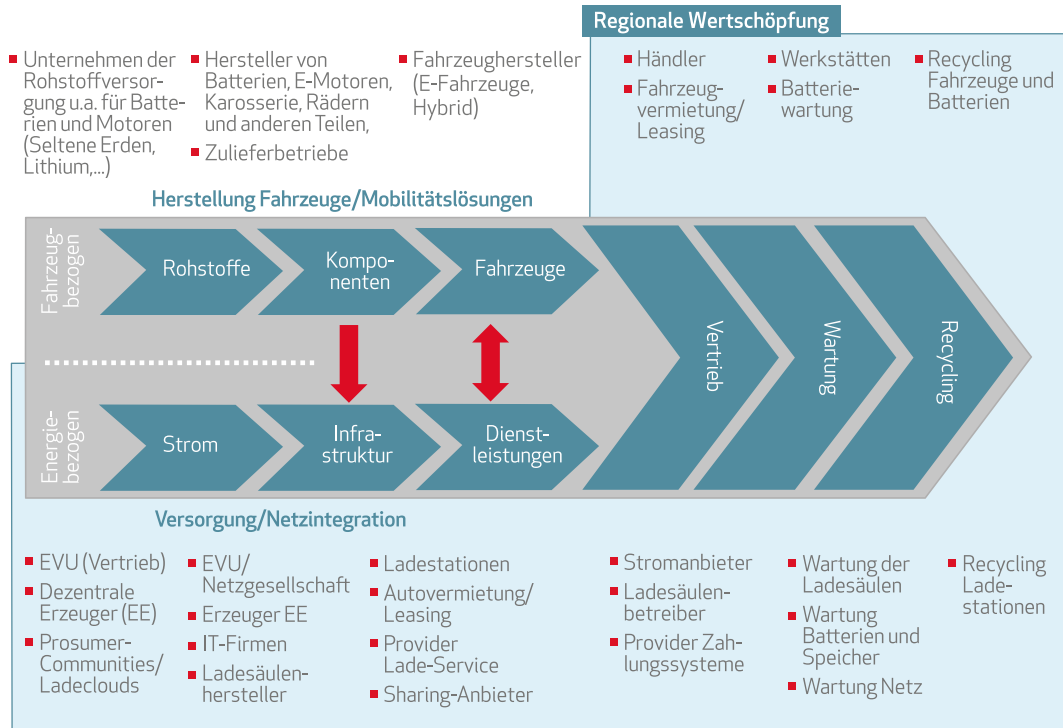 Regionale Wertschöpfung
Unternehmen der
Rohstoffversor-
gung u.a. für Batte-
rien und Motoren
(Seltene Erden,
Lithium,...)
Hersteller von
Batterien, E-Motoren,
Karosserie, Rädern
und anderen Teilen,
Zulieferbetriebe
Fahrzeughersteller
(E-Fahrzeuge,
Hybrid)
Händler
Fahrzeug-
vermietung/
Leasing
Werkstätten
Batterie-
wartung
Recycling
Fahrzeuge und
Batterien
Herstellung Fahrzeuge/Mobilitätslösungen
Fahrzeug-
bezogen
Rohstoffe
Kompo-
nenten
Fahrzeuge
Vertrieb
Wartung
Recycling
Energie-
bezogen
Strom
Infra-
struktur
Dienst-
leistungen
Versorgung/Netzintegration
EVU (Vertrieb)
Dezentrale
Erzeuger (EE)
Prosumer-
Communities/
Ladeclouds
EVU/
Netzgesellschaft
Erzeuger EE
IT-Firmen
Ladesäulen-
hersteller
Ladestationen
Autovermietung/
Leasing
Provider
Lade-Service
Sharing-Anbieter
Stromanbieter
Ladesäulen-
betreiber
Provider Zah-
lungssysteme
Wartung der
Ladesäulen
Wartung
Batterien und
Speicher
Wartung Netz
Recycling
Lade-
stationen